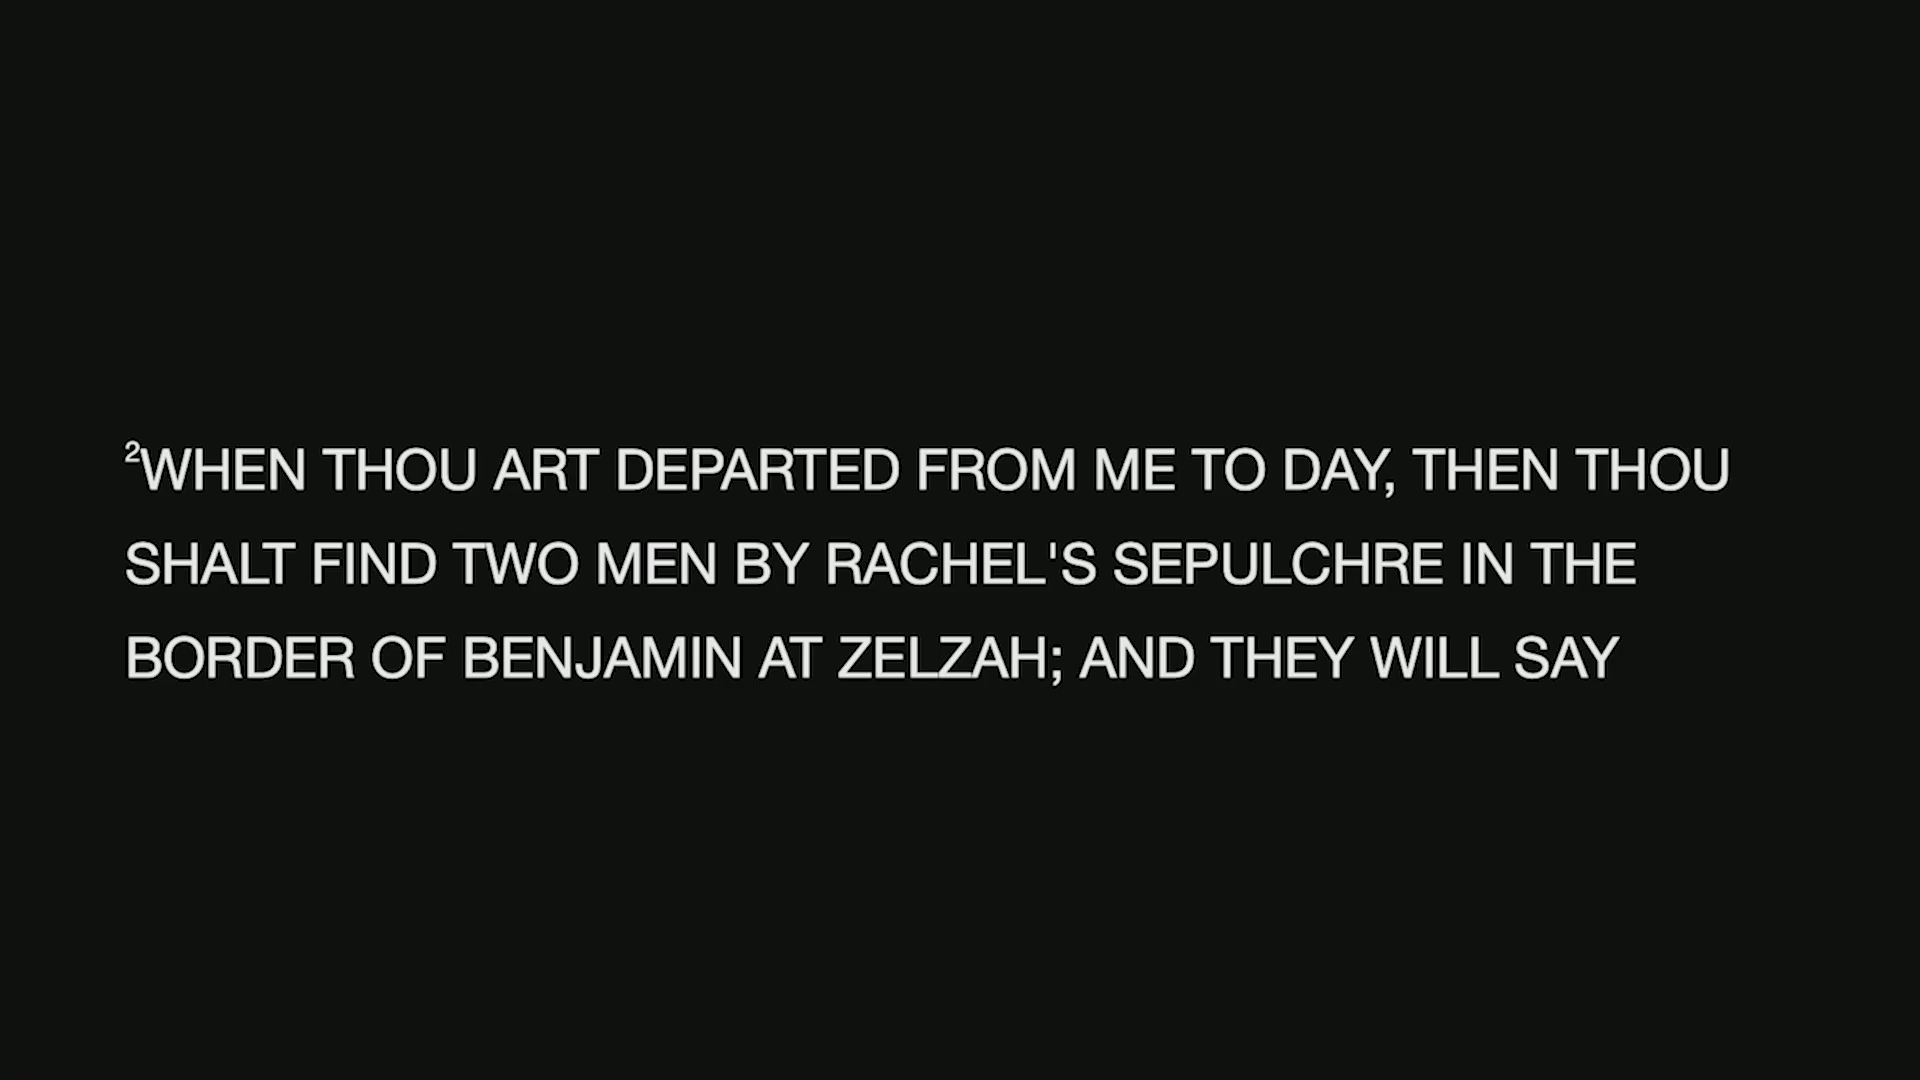 ²WHEN THOU ART DEPARTED FROM ME TO DAY, THEN THOU
SHALT FIND TWO MEN BY RACHEL'S SEPULCHRE IN THE
BORDER OF BENJAMIN AT ZELZAH; AND THEY WILL SAY